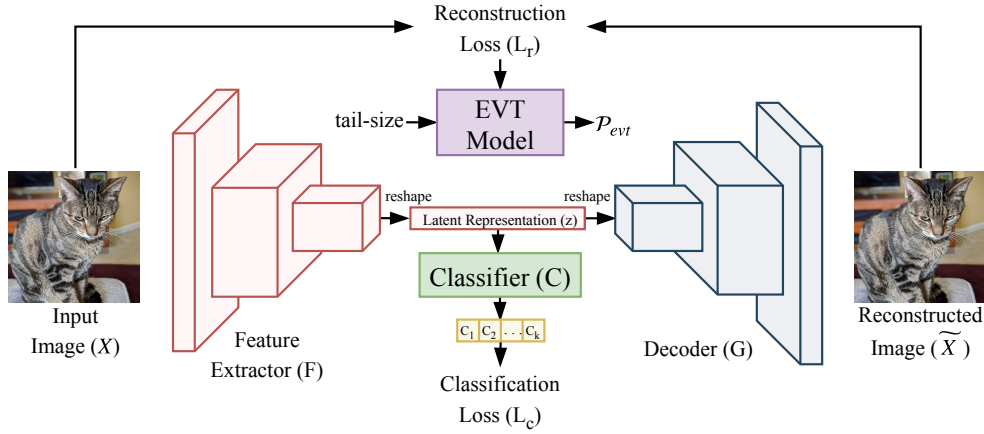 Reconstruction
Loss (Lᵣ)
tail-size
EVT
Model
𝒫ₑᵥₜ
reshape
Latent Representation (z)
reshape
Classifier (C)
C₁ C₂ . . . Cₖ
Classification
Loss (L꜀)
Input
Image (X)
Feature
Extractor (F)
Decoder (G)
Reconstructed
Image (X̃)